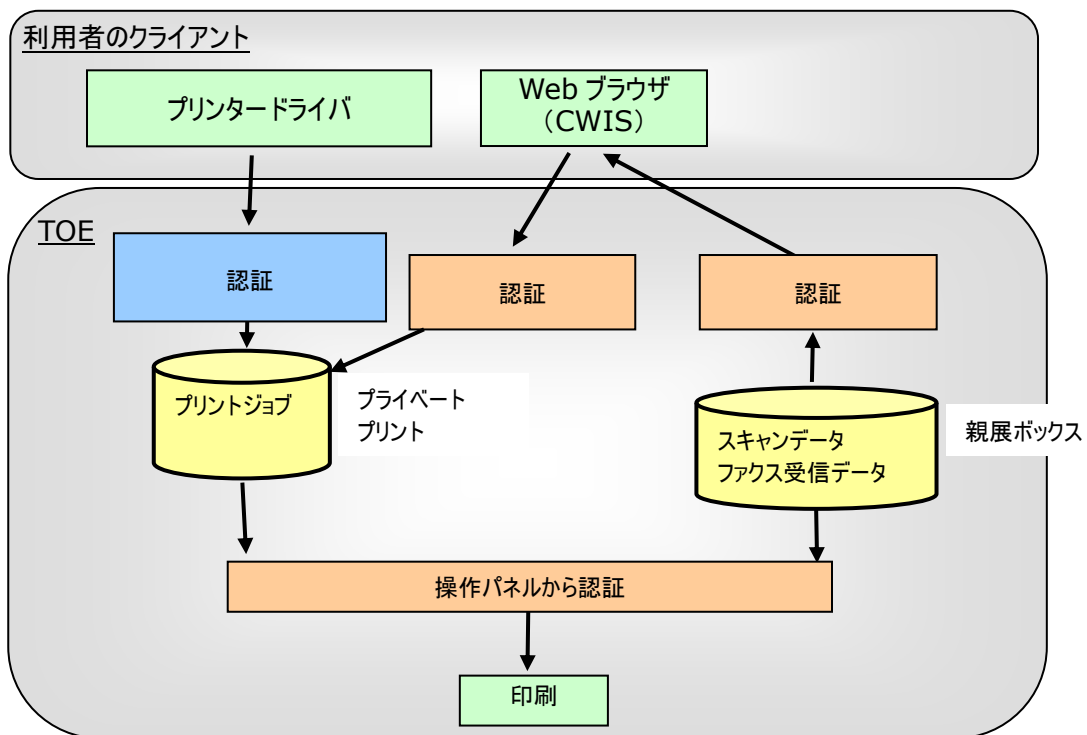 利用者のクライアント
プリンタードライバ
Web ブラウザ
（CWIS）
TOE
認証
認証
認証
プリントジョブ
プライベート
プリント
スキャンデータ
ファクス受信データ
親展ボックス
操作パネルから認証
印刷